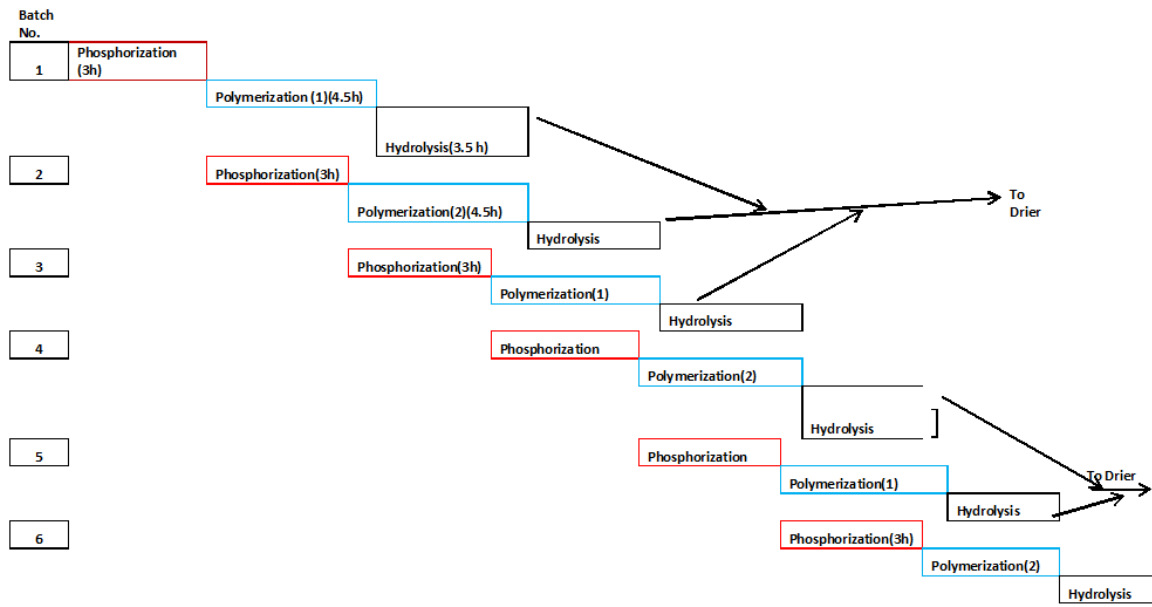 Batch
No.
1
Phosphorization
(3h)
Polymerization (1)(4.5h)
Hydrolysis(3.5 h)
2
Phosphorization(3h)
Polymerization(2)(4.5h)
Hydrolysis
To
Drier
3
Phosphorization(3h)
Polymerization(1)
Hydrolysis
4
Phosphorization
Polymerization(2)
Hydrolysis
5
Phosphorization
Polymerization(1)
Hydrolysis
To Drier
6
Phosphorization(3h)
Polymerization(2)
Hydrolysis